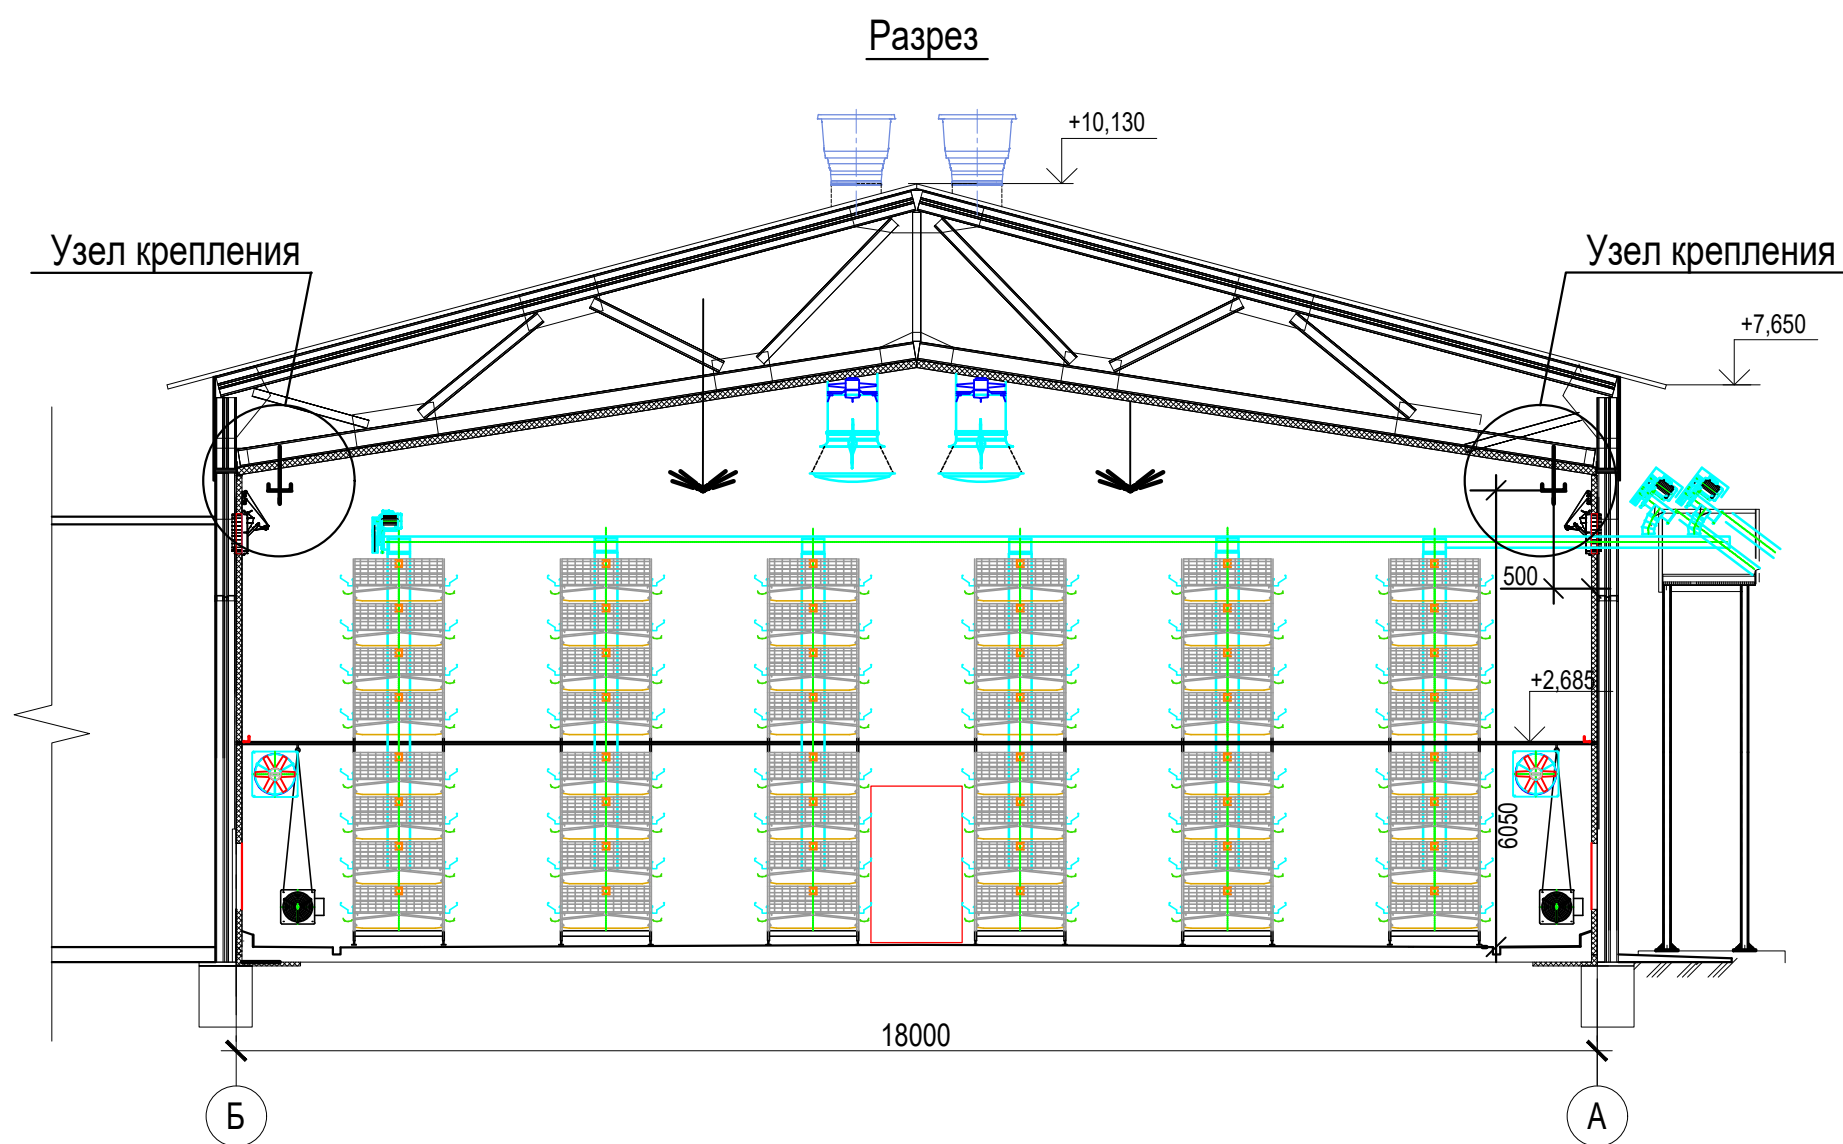 Разрез
+10,130
Узел крепления
Узел крепления
+7,650
500
+2,685
6050
18000
Б
А